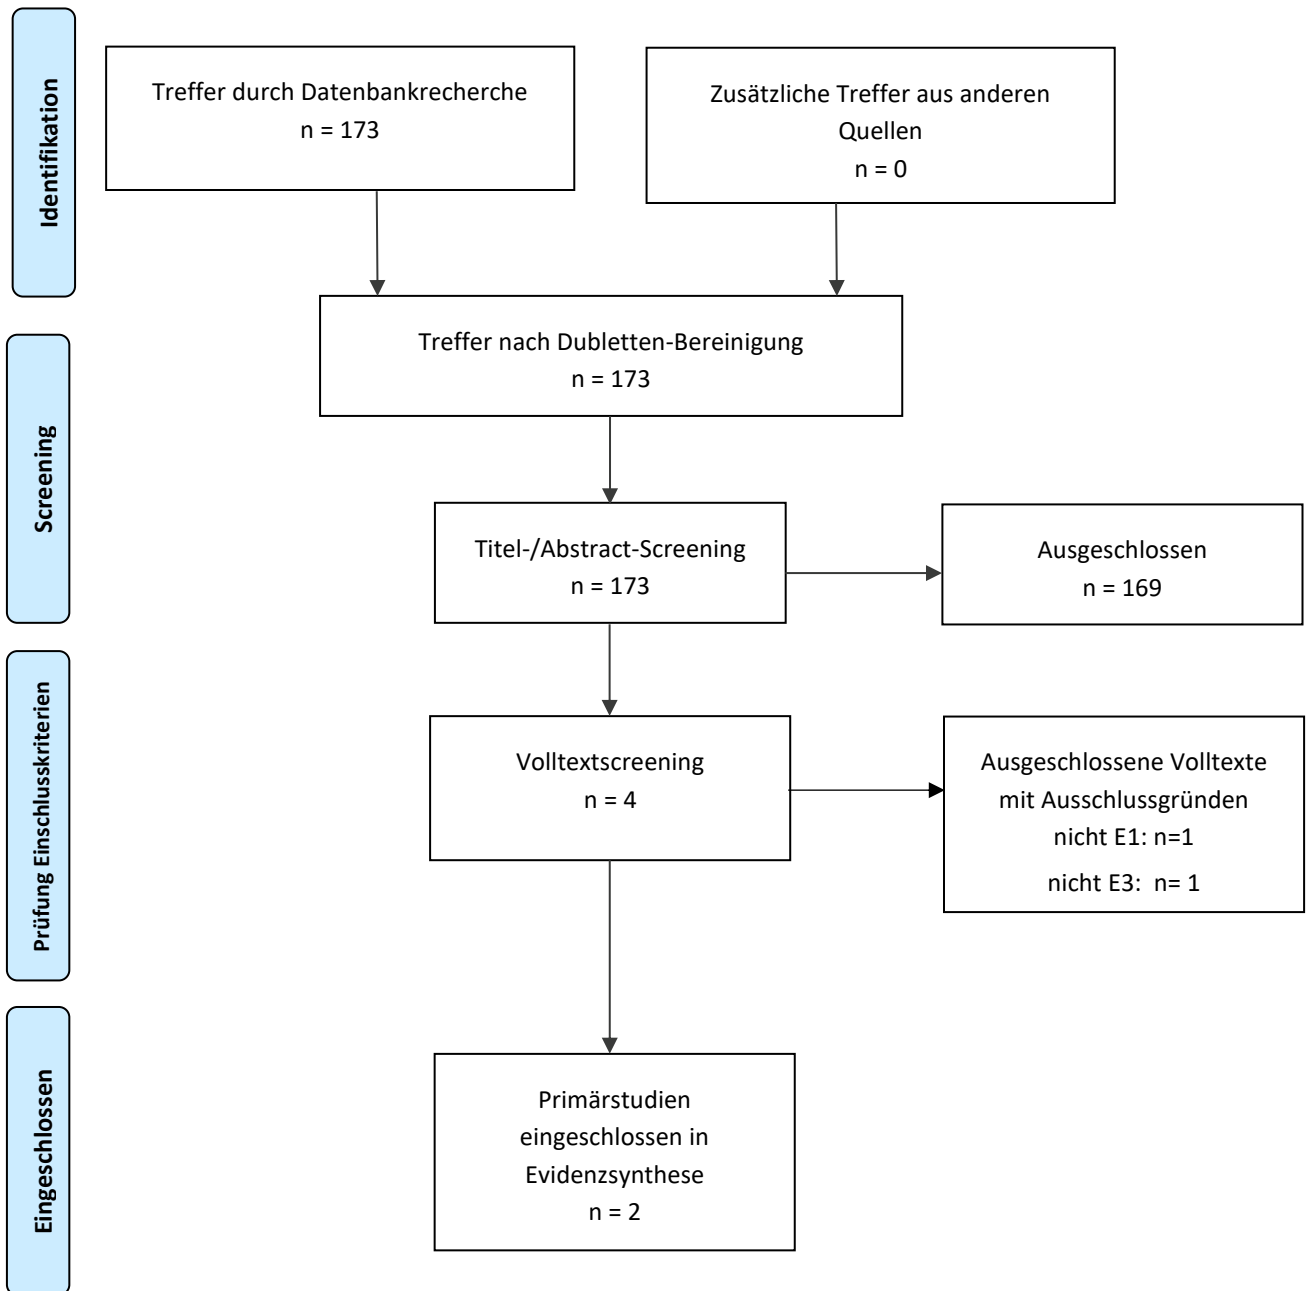 Identifikation
Treffer durch Datenbankrecherche
n = 173
Zusätzliche Treffer aus anderen
Quellen
n = 0
Treffer nach Dubletten-Bereinigung
n = 173
Screening
Titel-/Abstract-Screening
n = 173
Ausgeschlossen
n = 169
Prüfung Einschlusskriterien
Volltextscreening
n = 4
Ausgeschlossene Volltexte
mit Ausschlussgründen
nicht E1: n=1
nicht E3: n= 1
Eingeschlossen
Primärstudien
eingeschlossen in
Evidenzsynthese
n = 2